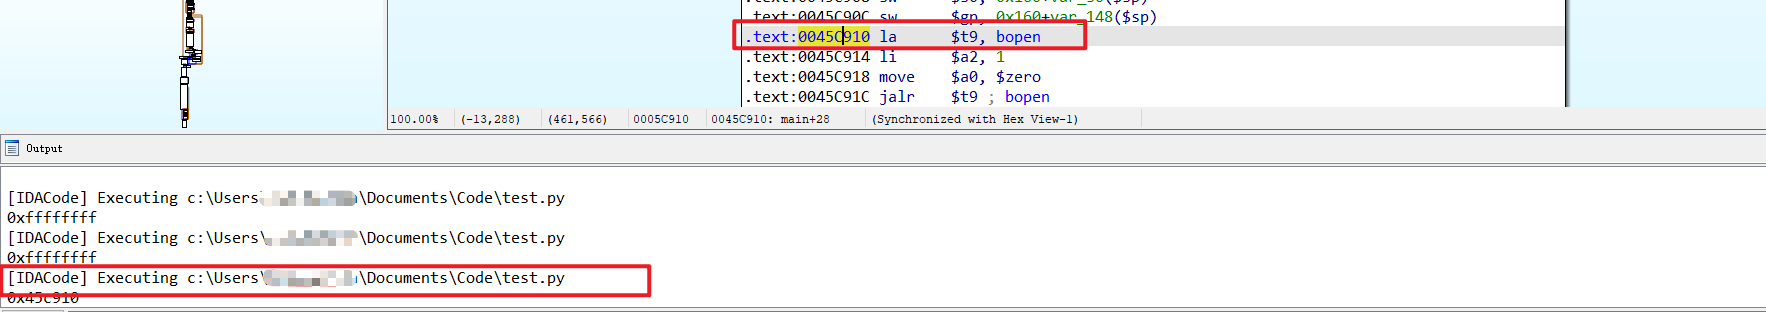 .text:0045C90C sw $gp, 0x160+var_148($sp)
.text:0045C910 la $t9, bopen
.text:0045C914 li $a2, 1
.text:0045C918 move $a0, $zero
.text:0045C91C jalr $t9 ; bopen
100.00% (-13,288) (461,566) 0005C910 0045C910: main+28 (Synchronized with Hex View-1)
Output
[IDACode] Executing c:\Users \Documents\Code\test.py
0xffffffff
[IDACode] Executing c:\Users\ \Documents\Code\test.py
0xffffffff
[IDACode] Executing c:\Users\ \Documents\Code\test.py
0x45c910